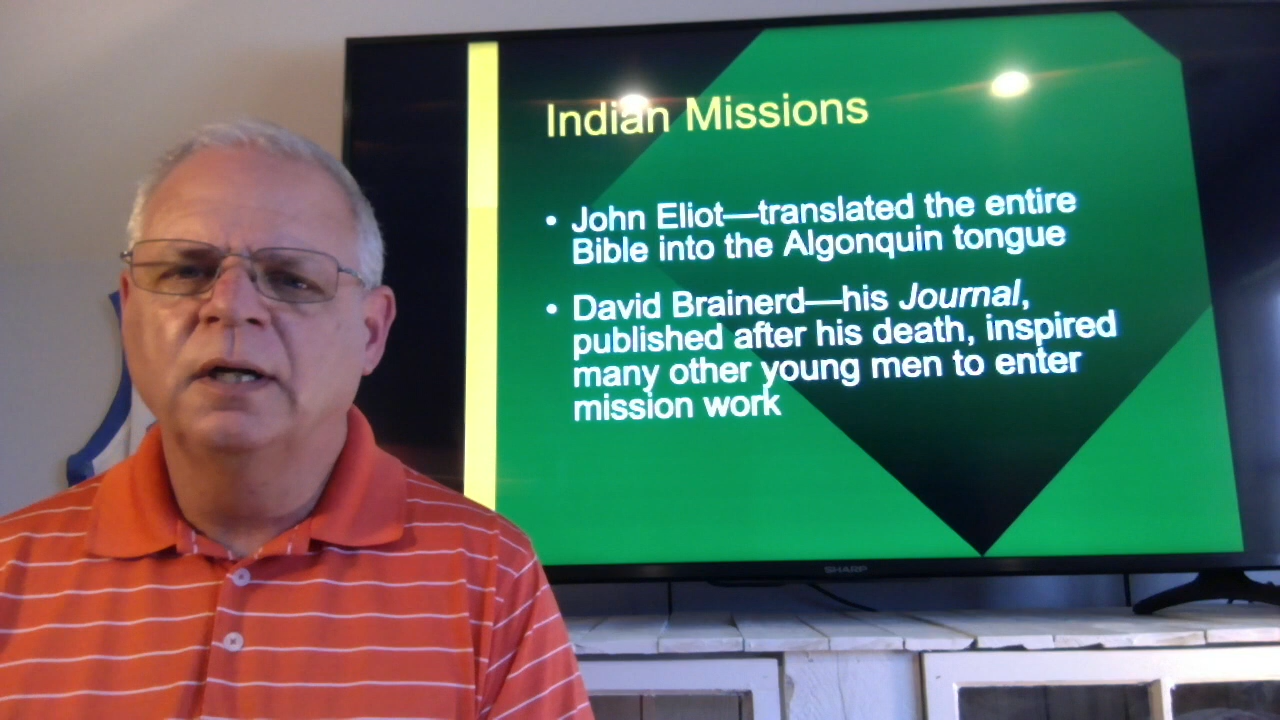 Indian Missions
• John Eliot—translated the entire
Bible into the Algonquin tongue
• David Brainerd—his Journal,
published after his death, inspired
many other young men to enter
mission work
SHARP